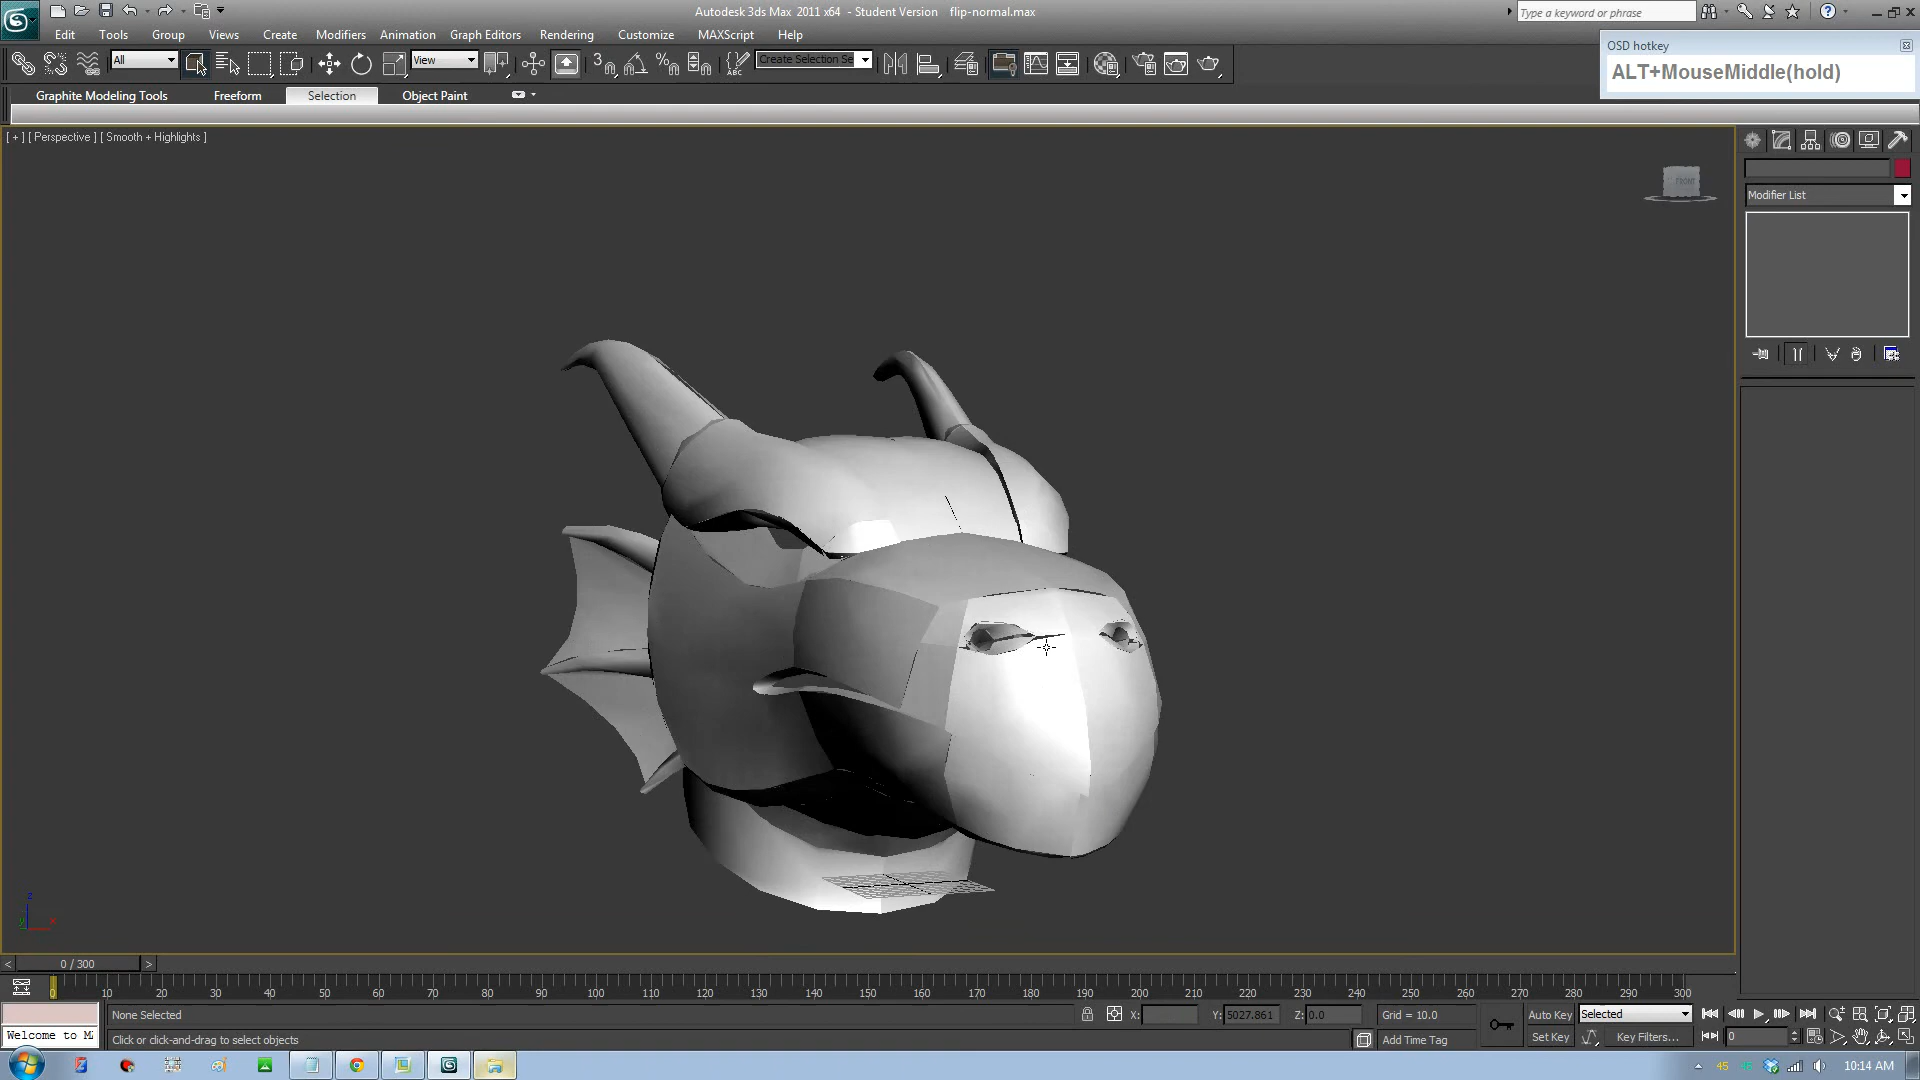 Autodesk 3ds Max 2011 x64 - Student Version flip-normal.max
Type a keyword or phrase
Edit Tools Group Views Create Modifiers Animation Graph Editors Rendering Customize MAXScript Help
OSD hotkey
ALT+MouseMiddle(hold)
All
View
Create Selection Se
Graphite Modeling Tools Freeform Selection Object Paint
[ + ] [ Perspective ] [ Smooth + Highlights ]
FRONT
Modifier List
z
y
x
< 0 / 300 >
0 10 20 30 40 50 60 70 80 90 100 110 120 130 140 150 160 170 180 190 200 210 220 230 240 250 260 270 280 290 300
None Selected
X: Y: 5027.861 Z: 0.0 Grid = 10.0
Auto Key Selected
Welcome to M
Click or click-and-drag to select objects
Add Time Tag
Set Key Key Filters... 0
45
10:14 AM